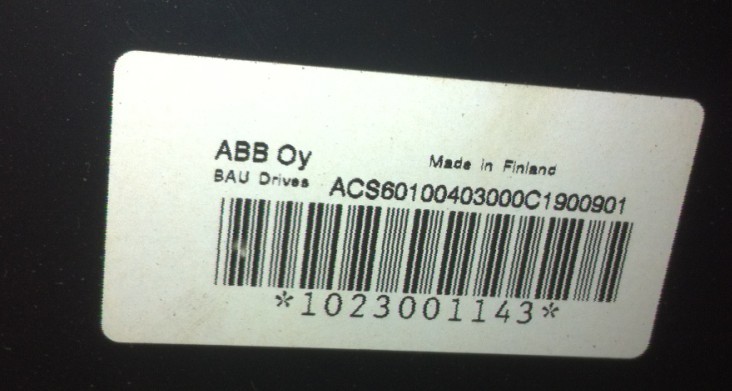 ABB Oy Made in Finland
BAU Drives ACS60100403000C1900901
*1023001143*